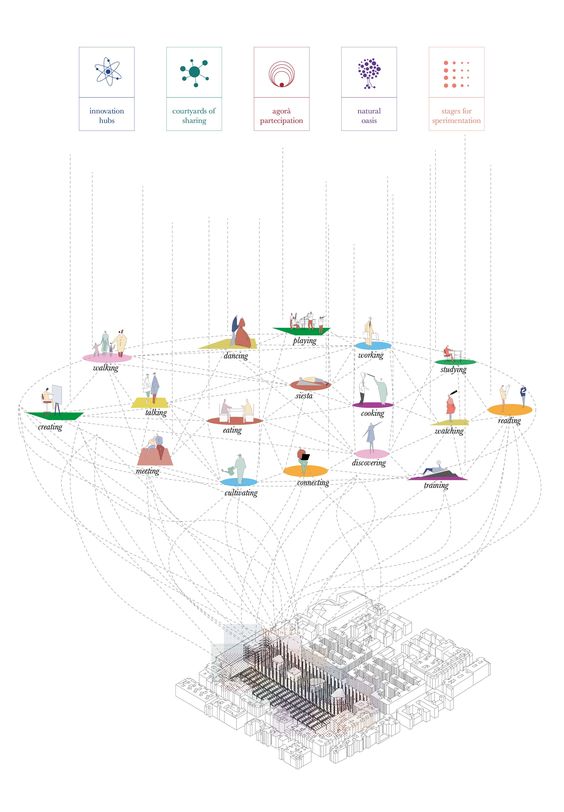 innovation
hubs
courtyards of
sharing
agorà
partecipation
natural
oasis
stages for
sperimentation
playing
dancing
working
walking
studying
siesta
talking
cooking
reading
creating
eating
watching
meeting
discovering
cultivating
connecting
training